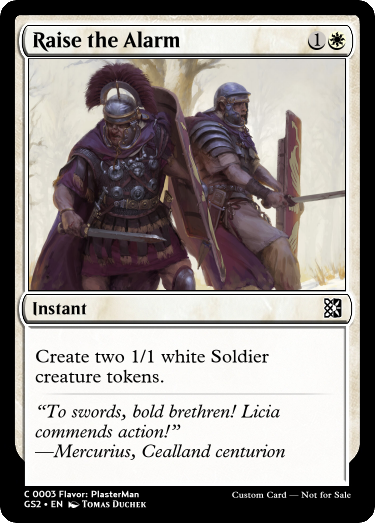 Raise the Alarm 1
Instant
Create two 1/1 white Soldier
creature tokens.
“To swords, bold brethren! Licia
commends action!”
—Mercurius, Cealland centurion
C 0003 Flavor: PlasterMan
GS2 • EN Tomas Duchek
Custom Card — Not for Sale